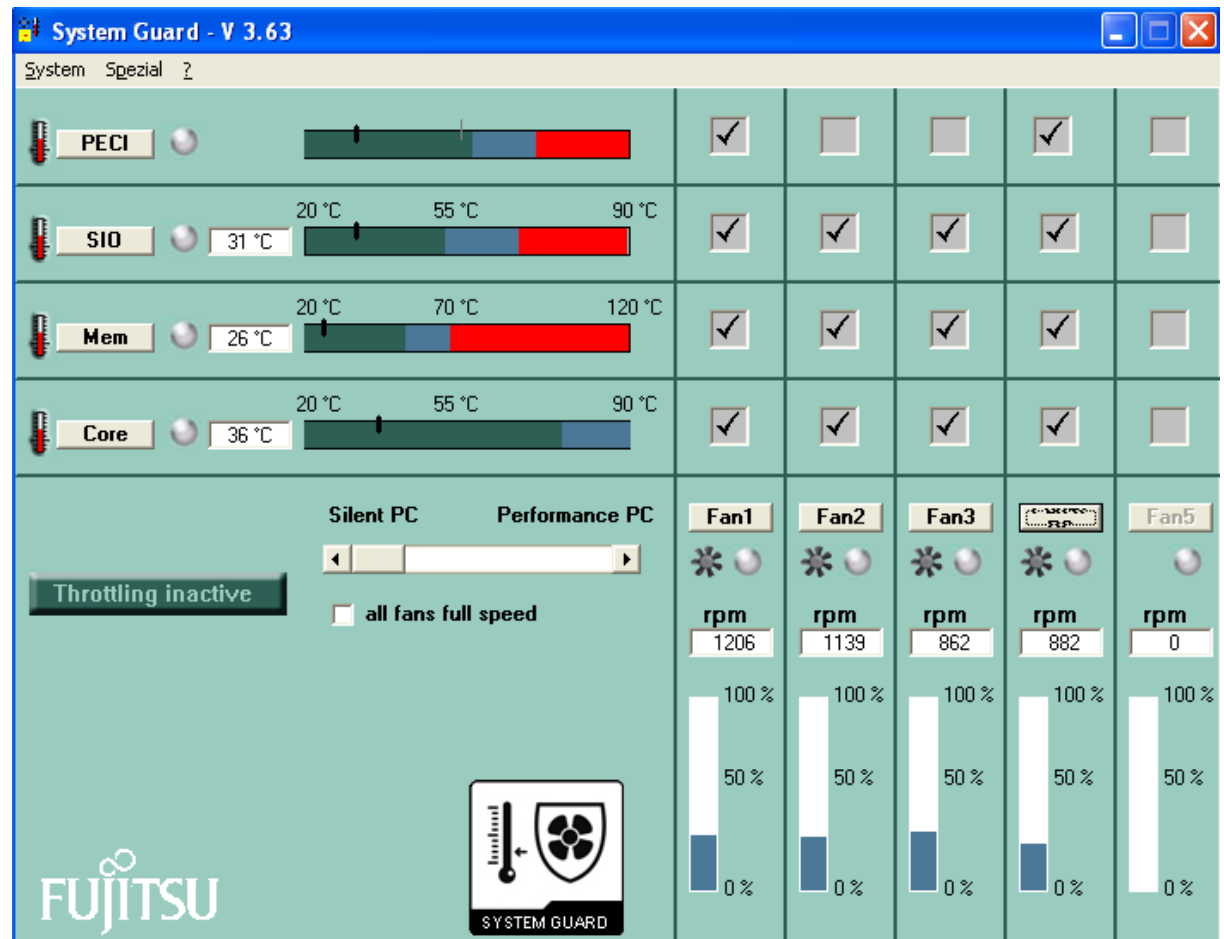 System Guard - V 3.63
System Spezial ?
PECI
20 °C 55 °C 90 °C
SIO 31 °C
20 °C 70 °C 120 °C
Mem 26 °C
20 °C 55 °C 90 °C
Core 36 °C
Silent PC Performance PC
Fan1 Fan2 Fan3 Fan5
Throttling inactive
all fans full speed
rpm rpm rpm rpm rpm
1206 1139 862 882 0
100 % 100 % 100 % 100 % 100 %
50 % 50 % 50 % 50 % 50 %
0 % 0 % 0 % 0 % 0 %
FUJITSU
SYSTEM GUARD